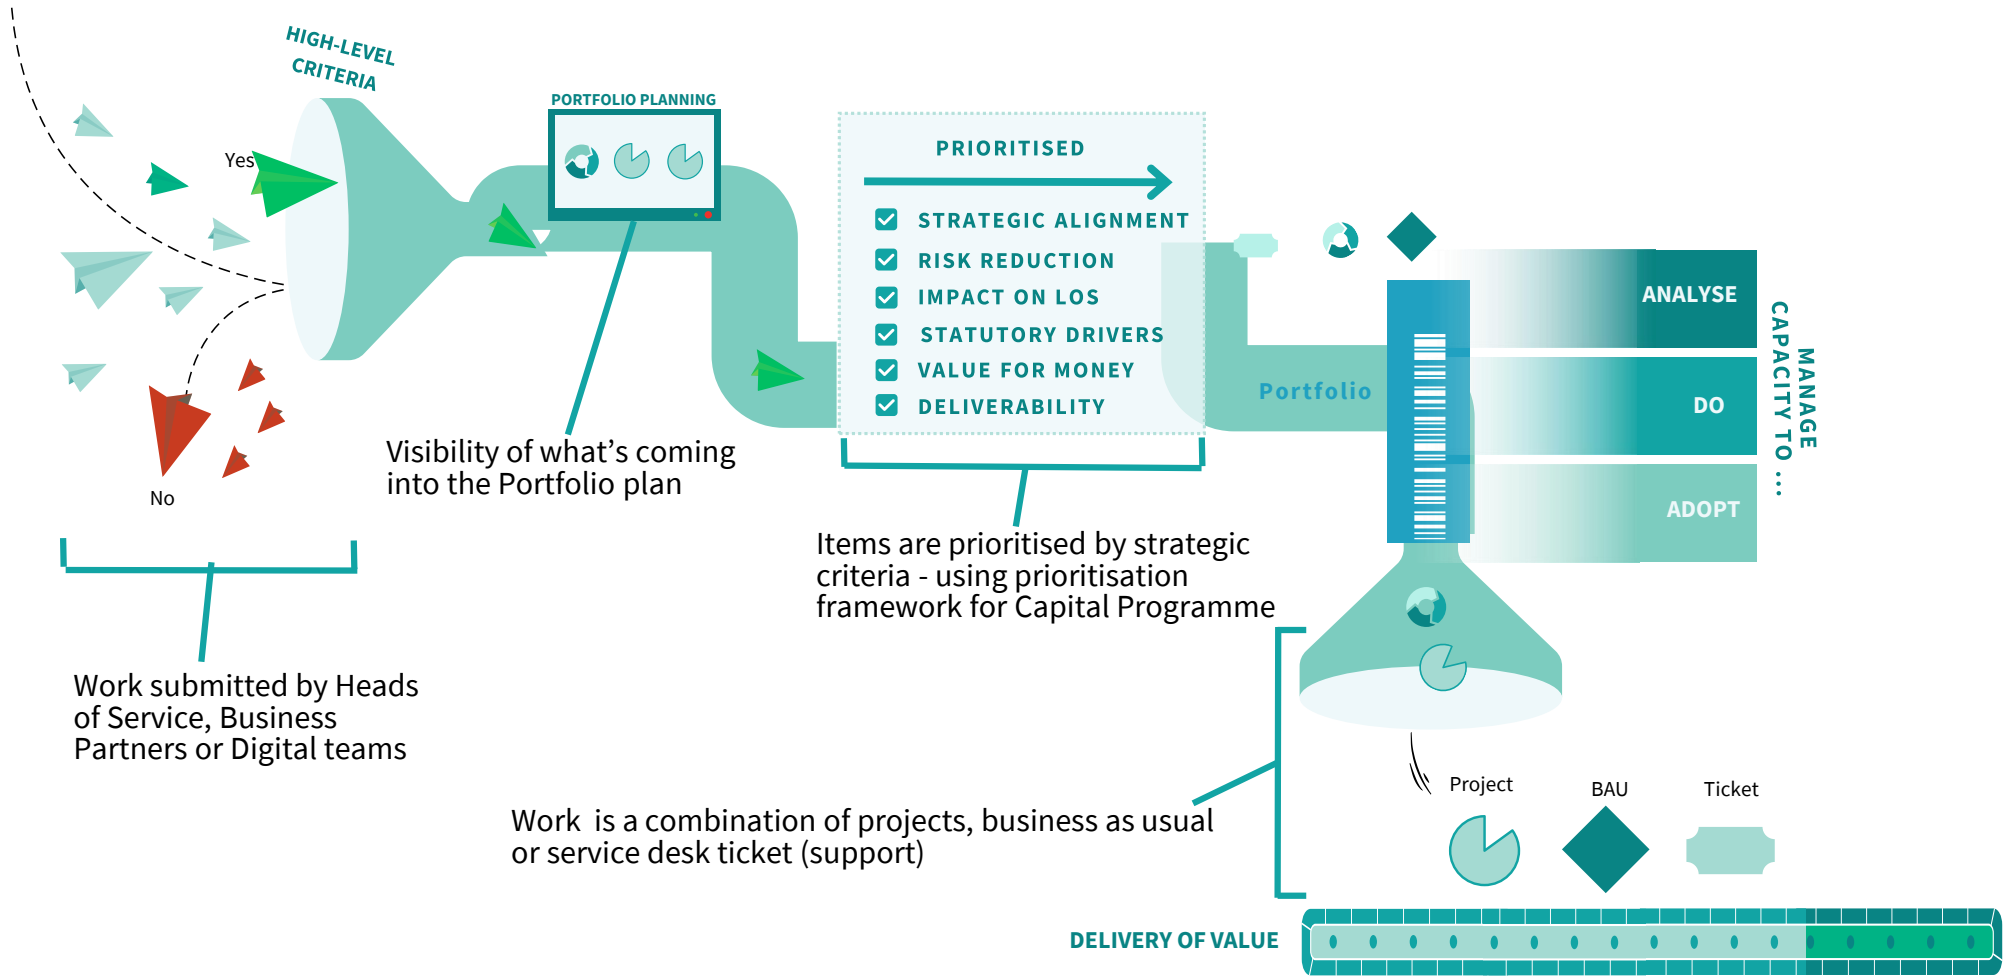 HIGH-LEVEL
CRITERIA
Yes
No
PORTFOLIO PLANNING
PRIORITISED
STRATEGIC ALIGNMENT
RISK REDUCTION
IMPACT ON LOS
STATUTORY DRIVERS
VALUE FOR MONEY
DELIVERABILITY
Portfolio
ANALYSE
DO
ADOPT
MANAGE
CAPACITY TO ...
Visibility of what’s coming
into the Portfolio plan
Items are prioritised by strategic
criteria - using prioritisation
framework for Capital Programme
Work submitted by Heads
of Service, Business
Partners or Digital teams
Work  is a combination of projects, business as usual
or service desk ticket (support)
Project
BAU
Ticket
DELIVERY OF VALUE